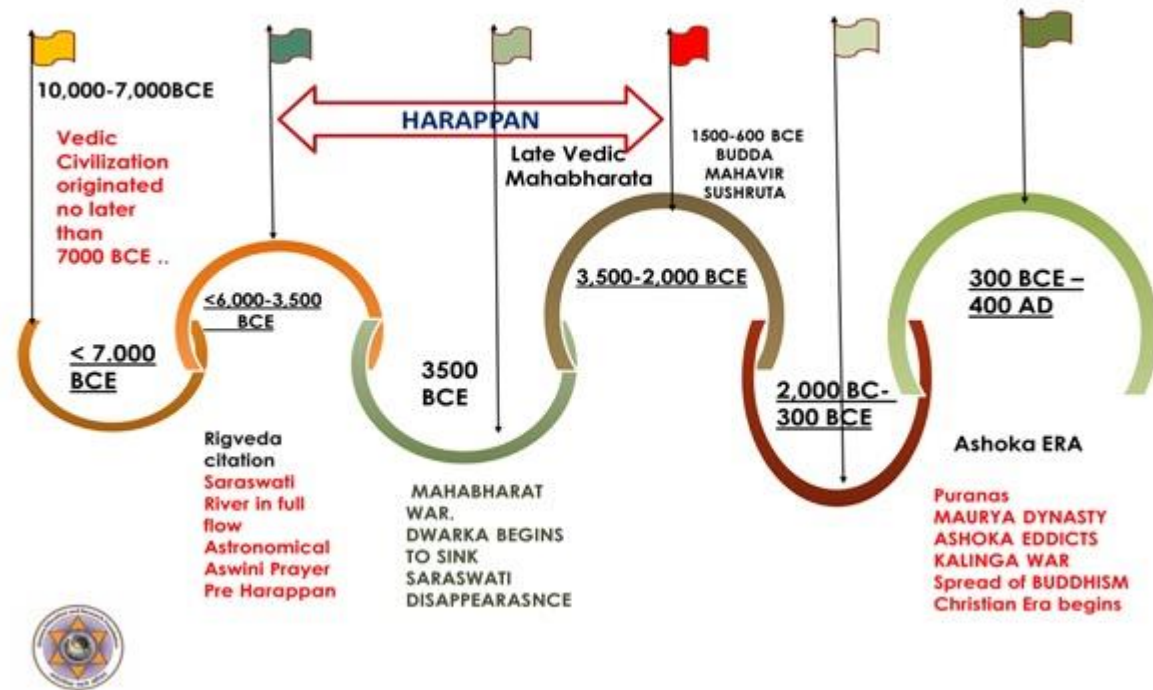 10,000-7,000BCE
Vedic
Civilization
originated
no later
than
7000 BCE ..
< 7.000
BCE
<6,000-3,500
BCE
Rigveda
citation
Saraswati
River in full
flow
Astronomical
Aswini Prayer
Pre Harappan
HARAPPAN
3500
BCE
MAHABHARAT
WAR.
DWARKA BEGINS
TO SINK
SARASWATI
DISAPPEARASNCE
Late Vedic
Mahabharata
3,500-2,000 BCE
1500-600 BCE
BUDDA
MAHAVIR
SUSHRUTA
2,000 BC-
300 BCE
300 BCE –
400 AD
Ashoka ERA
Puranas
MAURYA DYNASTY
ASHOKA EDDICTS
KALINGA WAR
Spread of BUDDHISM
Christian Era begins